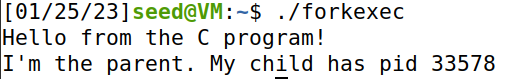 [01/25/23]seed@VM:~$ ./forkexec
Hello from the C program!
I'm the parent. My child has pid 33578